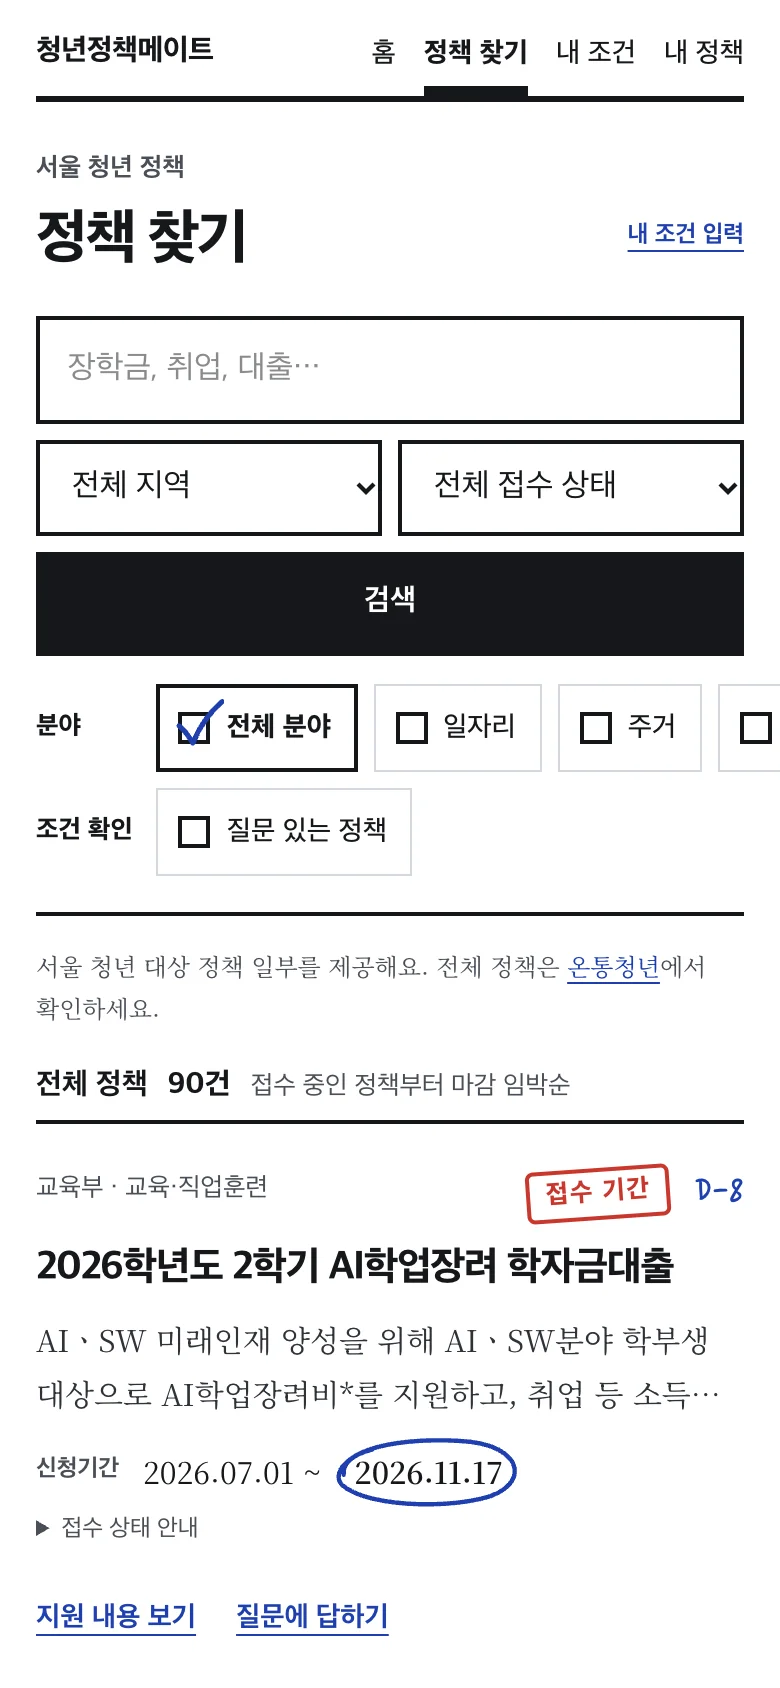 청년정책메이트 홈 정책 찾기 내 조건 내 정책
서울 청년 정책
정책 찾기 내 조건 입력
장학금, 취업, 대출…
전체 지역 전체 접수 상태
검색
분야 전체 분야 일자리 주거
조건 확인 질문 있는 정책
서울 청년 대상 정책 일부를 제공해요. 전체 정책은 온통청년에서
확인하세요.
전체 정책 90건 접수 중인 정책부터 마감 임박순
교육부 · 교육·직업훈련 접수 기간 D-8
2026학년도 2학기 AI학업장려 학자금대출
AI、SW 미래인재 양성을 위해 AI、SW분야 학부생
대상으로 AI학업장려비*를 지원하고, 취업 등 소득…
신청기간 2026.07.01 ~ 2026.11.17
▶ 접수 상태 안내
지원 내용 보기 질문에 답하기